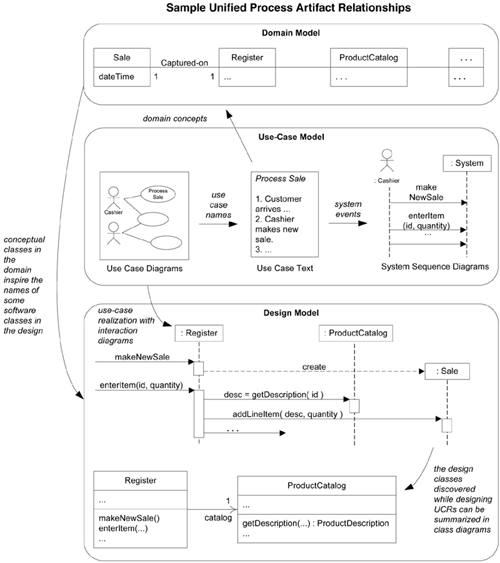 Sample Unified Process Artifact Relationships
Domain Model
Sale
dateTime
1
Captured-on
1
Register
...
ProductCatalog
. . .
. . .
...
domain concepts
Use-Case Model
Process
Sale
Cashier
Use Case Diagrams
use
case
names
Process Sale
1. Customer
arrives ...
2. Cashier
makes new
sale.
3. ...
Use Case Text
system
events
: Cashier
: System
make
NewSale
enterItem
(id, quantity)
...
System Sequence Diagrams
conceptual
classes in
the
domain
inspire the
names of
some
software
classes in
the design
Design Model
use-case
realization with
interaction
diagrams
: Register
: ProductCatalog
makeNewSale
create
: Sale
enterItem(id, quantity)
desc = getDescription( id )
addLineItem( desc, quantity )
. . .
Register
...
makeNewSale()
enterItem(...)
...
1
catalog
ProductCatalog
...
getDescription(...) : ProductDescription
...
the design
classes
discovered
while designing
UCRs can be
summarized in
class diagrams